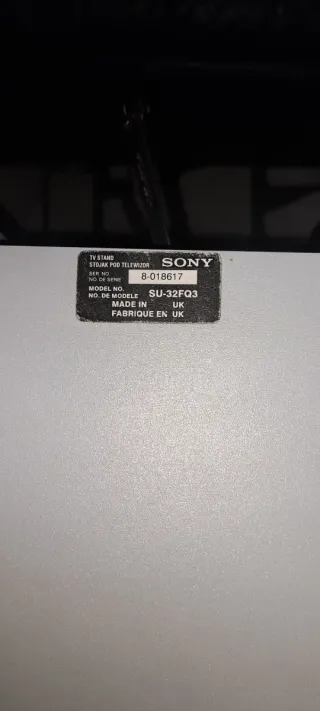 TV STAND
STOJAK POD TELEWIZOR SONY
SER NO.
NO. DE SERIE 8-018617
MODEL NO.
NO. DE MODELE SU-32FQ3
MADE IN UK
FABRIQUE EN UK